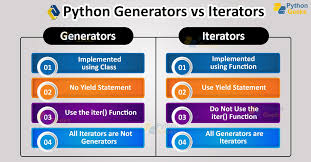 Python Generators vs Iterators
Python
Guides
Generators
Iterators
01
Implemented
using Class
02
No Yield Statement
03
Use the iter() Function
04
All Iterators are Not
Generators
01
Implemented
using Function
02
Use Yield Statement
03
Do Not Use the
iter() Function
04
All Generators are
Iterators